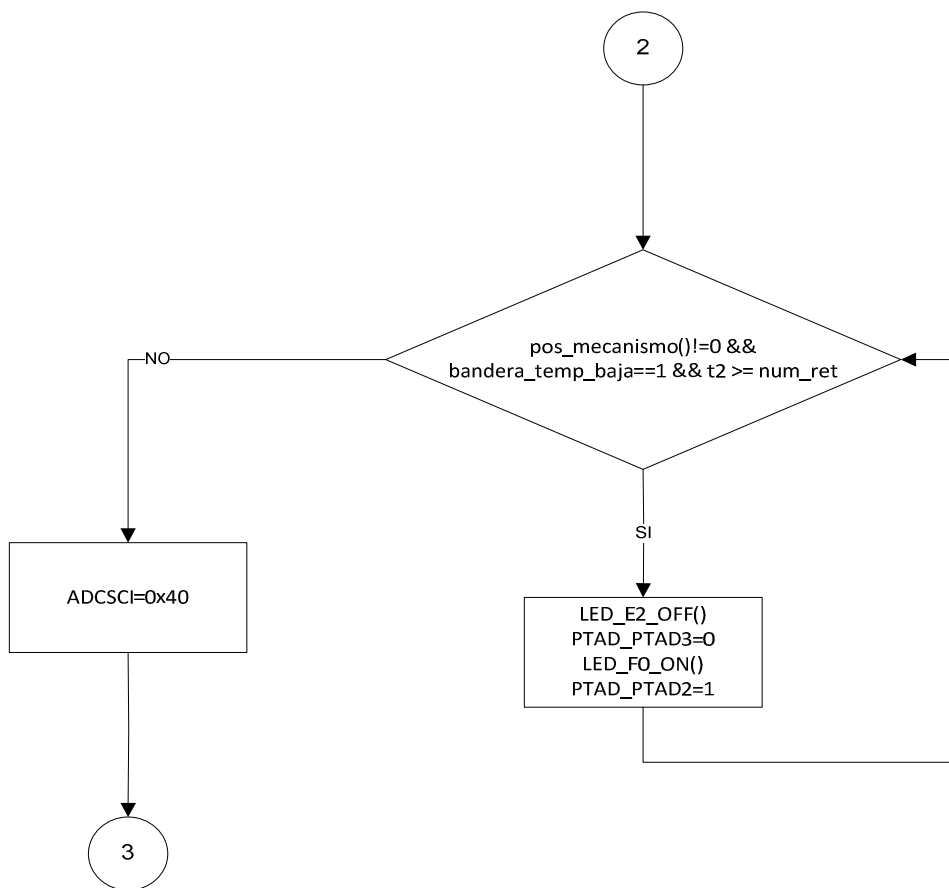 2
pos_mecanismo()!=0 &&
bandera_temp_baja==1 && t2 >= num_ret
NO
SI
ADCSCI=0x40
LED_E2_OFF()
PTAD_PTAD3=0
LED_F0_ON()
PTAD_PTAD2=1
3